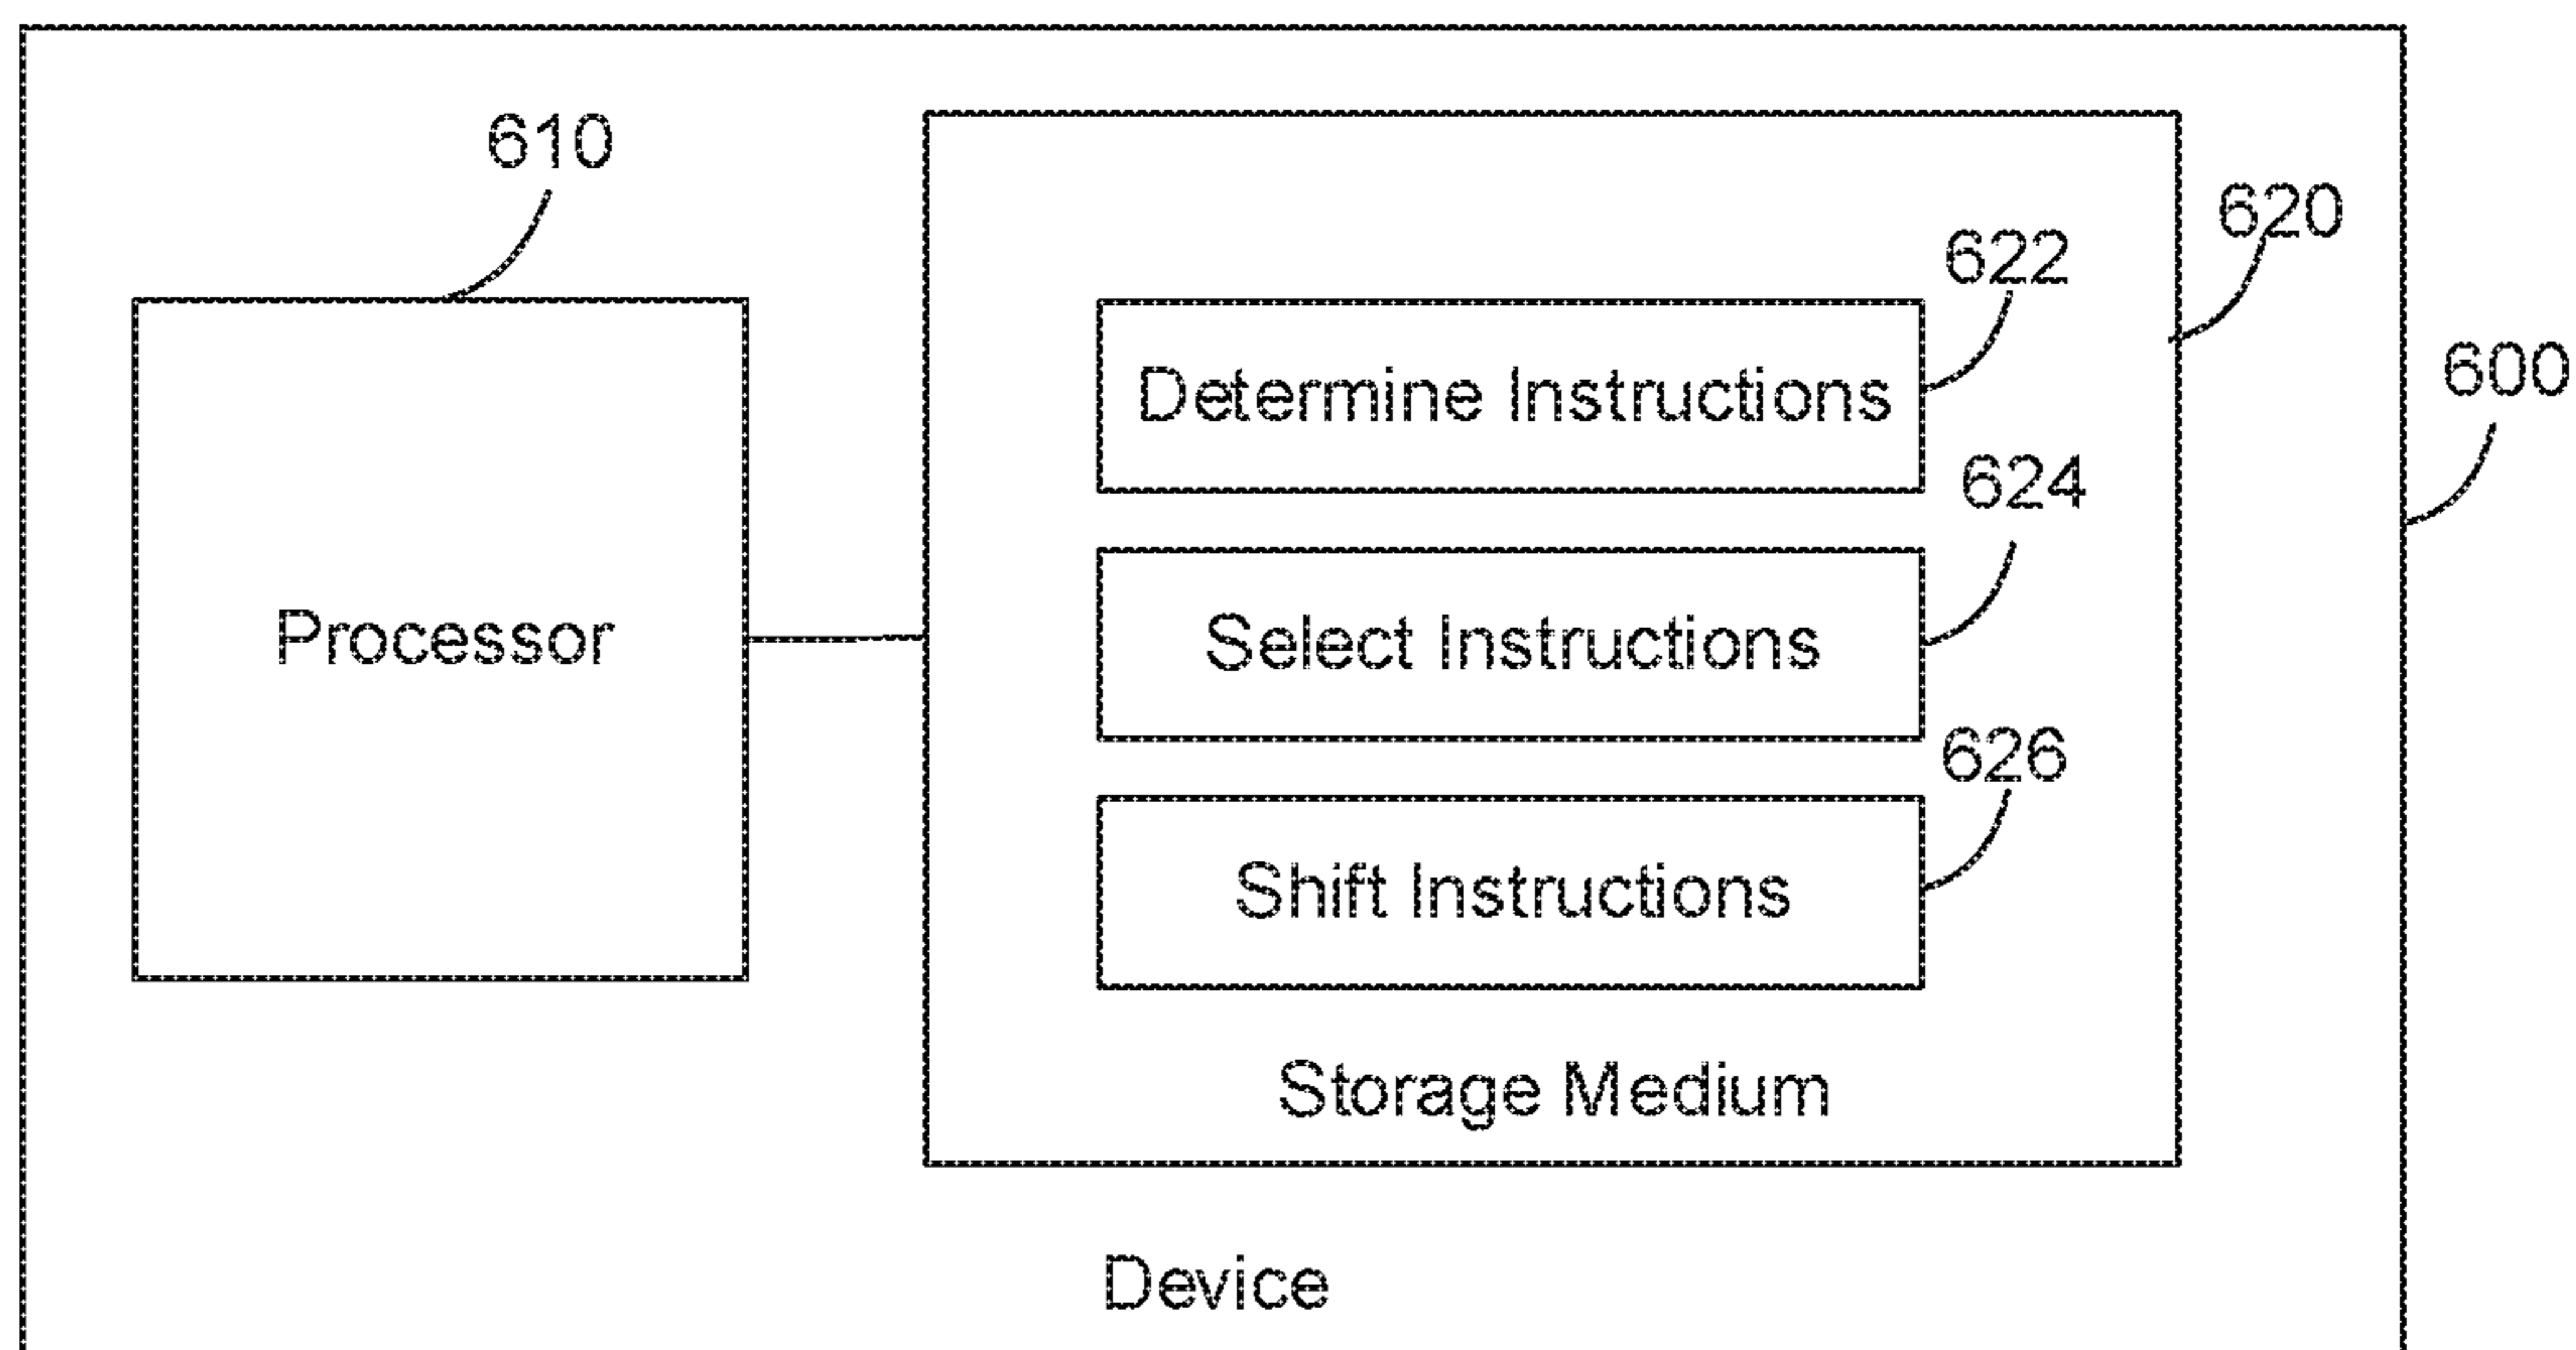 610
620
622
600
Determine Instructions
624
Processor
Select Instructions
626
Shift Instructions
Storage Medium
Device